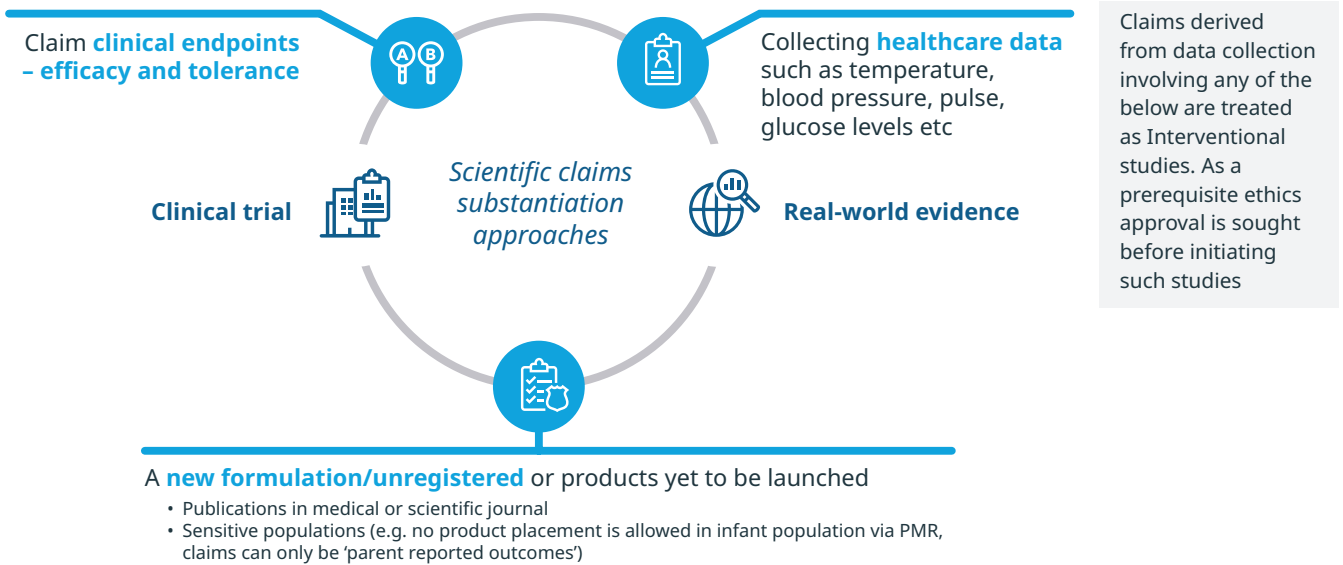 Claim clinical endpoints
– efficacy and tolerance
A B
Collecting healthcare data
such as temperature,
blood pressure, pulse,
glucose levels etc
Claims derived
from data collection
involving any of the
below are treated
as Interventional
studies. As a
prerequisite ethics
approval is sought
before initiating
such studies
Clinical trial
Scientific claims
substantiation
approaches
Real-world evidence
A new formulation/unregistered or products yet to be launched
• Publications in medical or scientific journal
• Sensitive populations (e.g. no product placement is allowed in infant population via PMR,
claims can only be ‘parent reported outcomes’)